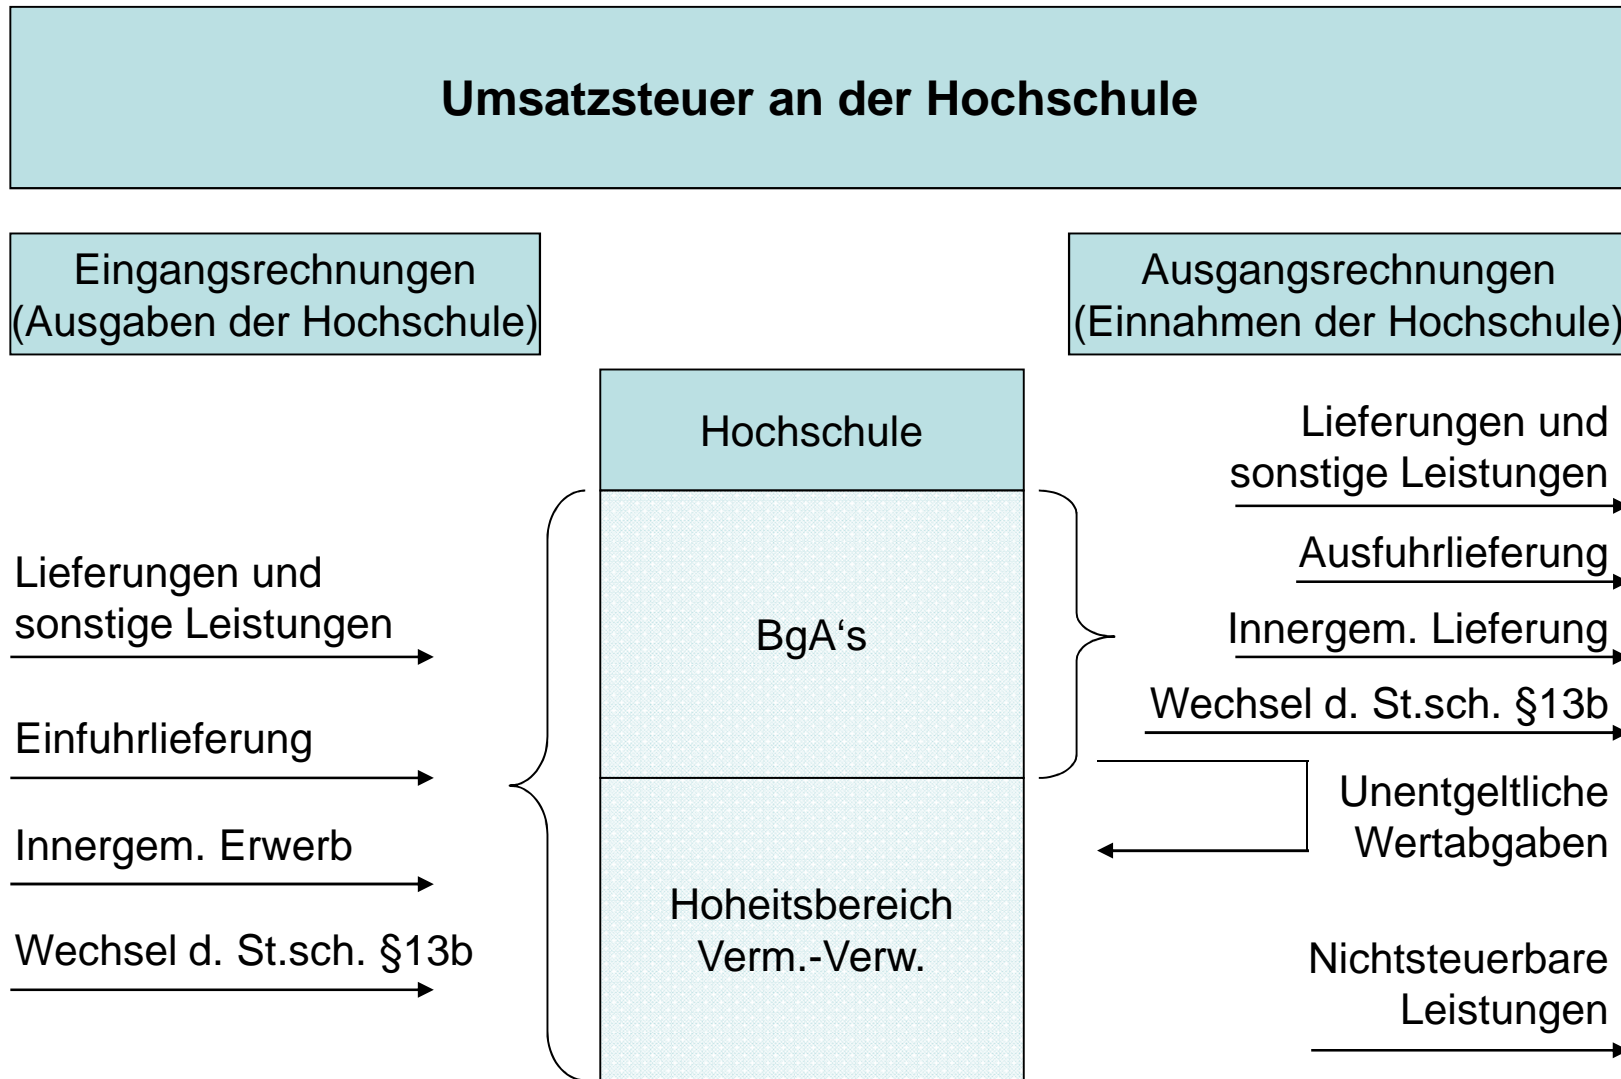 Umsatzsteuer an der Hochschule
Eingangsrechnungen
(Ausgaben der Hochschule)
Ausgangsrechnungen
(Einnahmen der Hochschule)
Hochschule
BgA‘s
Hoheitsbereich
Verm.-Verw.
Lieferungen und
sonstige Leistungen
Einfuhrlieferung
Innergem. Erwerb
Wechsel d. St.sch. §13b
Lieferungen und
sonstige Leistungen
Ausfuhrlieferung
Innergem. Lieferung
Wechsel d. St.sch. §13b
Unentgeltliche
Wertabgaben
Nichtsteuerbare
Leistungen